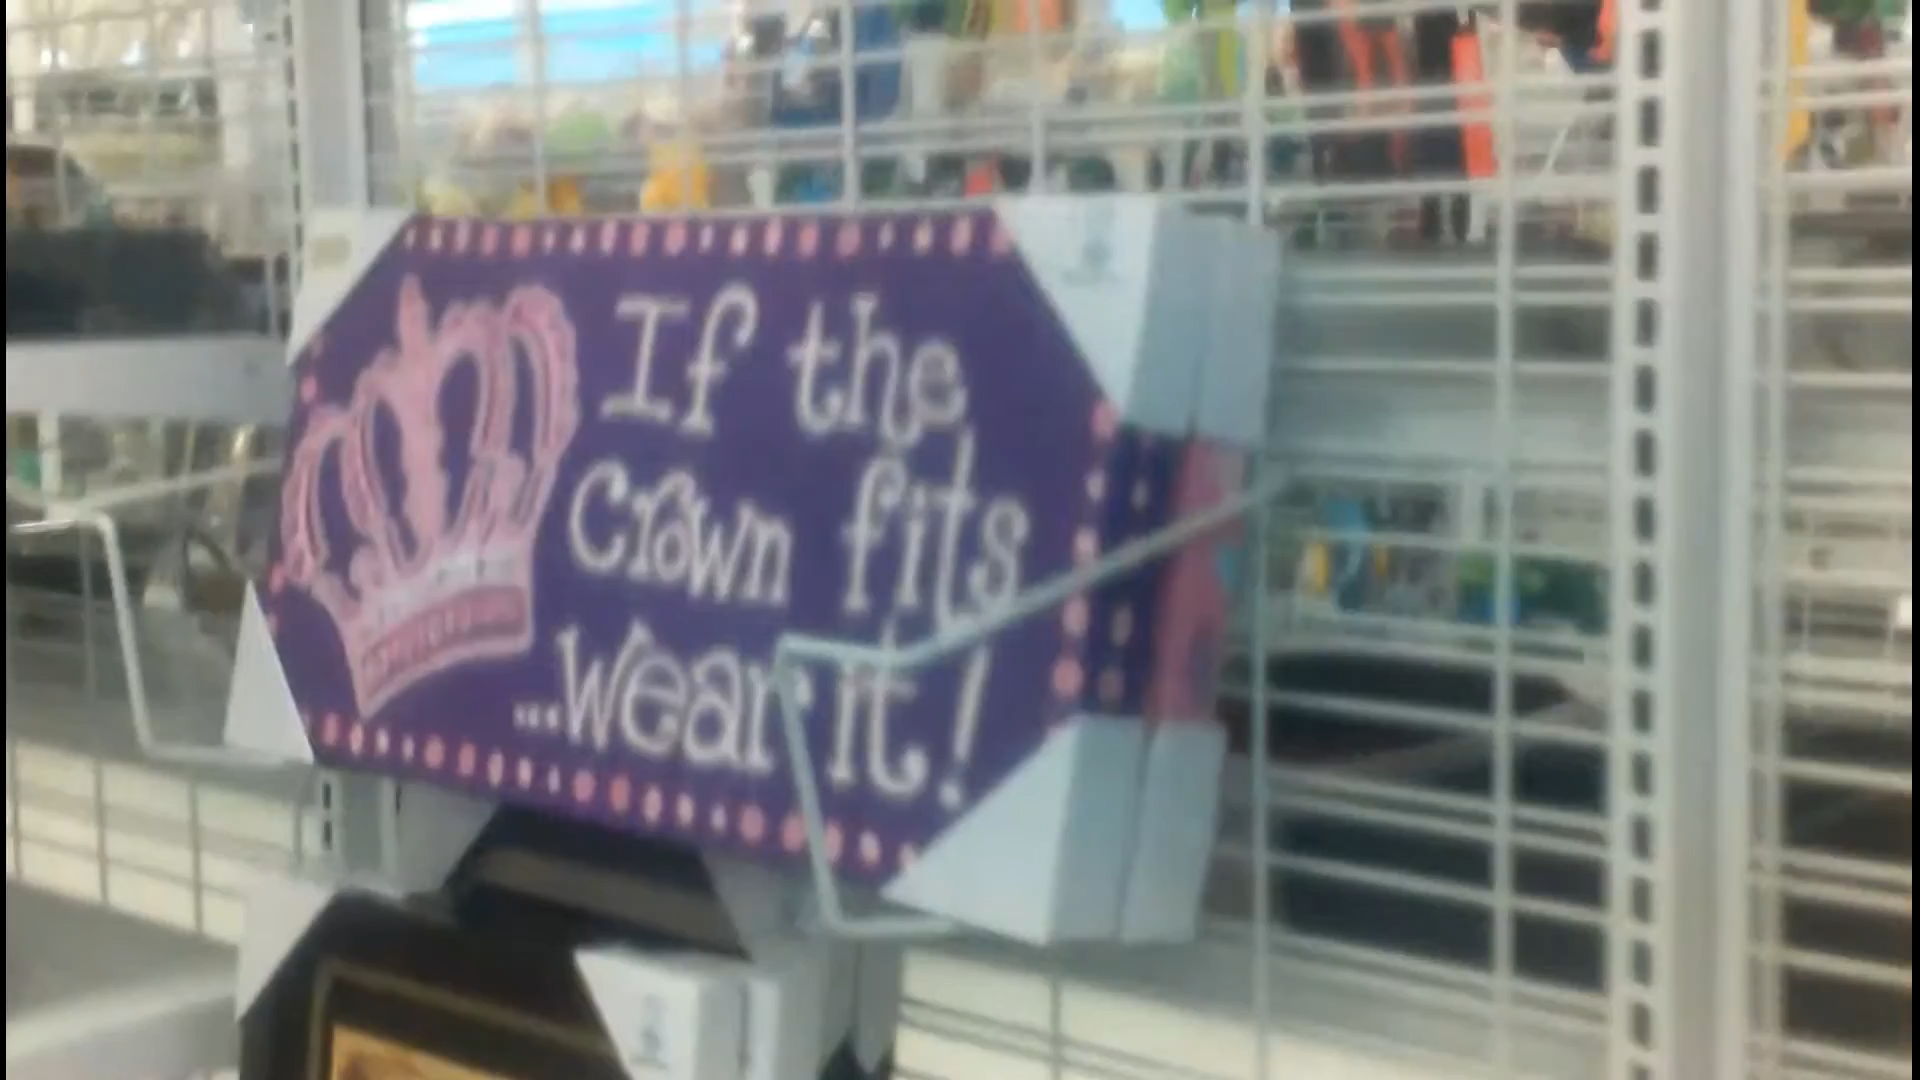 If the
Crown fits
...wear it!